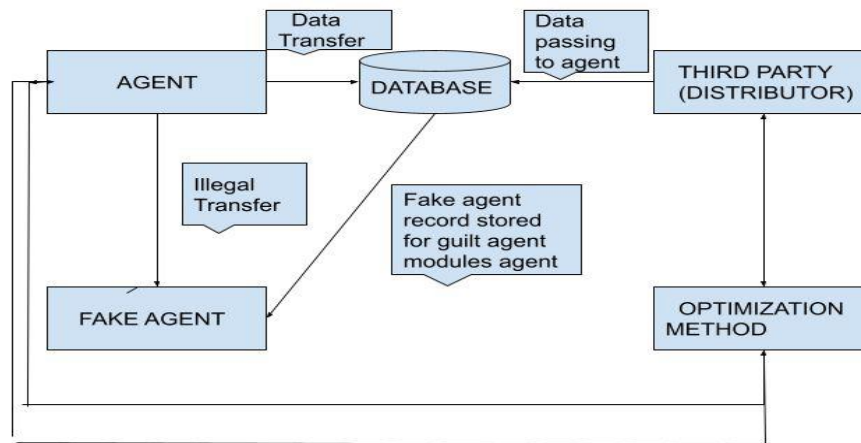 Data
Transfer
Data
passing
to agent
AGENT
DATABASE
THIRD PARTY
(DISTRIBUTOR)
Illegal
Transfer
Fake agent
record stored
for guilt agent
modules agent
FAKE AGENT
OPTIMIZATION
METHOD